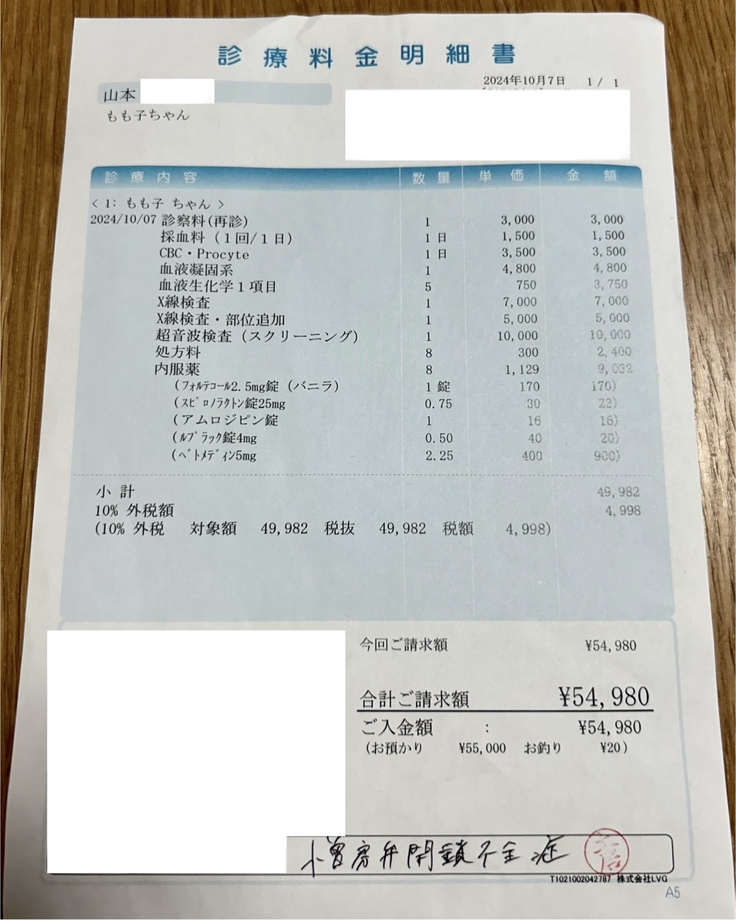 診療料金明細書
2024年10月7日 1 / 1
山本
もも子ちゃん
診療内容 数量 単価 金額
< 1: もも子 ちゃん >
2024/10/07 診察料(再診) 1 3,000 3,000
採血料 (1回/1日) 1 日 1,500 1,500
CBC・Procyte 1 日 3,500 3,500
血液凝固系 1 4,800 4,800
血液生化学1項目 5 750 3,750
X線検査 1 7,000 7,000
X線検査・部位追加 1 5,000 5,000
超音波検査 (スクリーニング) 1 10,000 10,000
処方料 8 300 2,400
内服薬 8 1,129 9,032
(フォルテコール2.5mg錠 (バニラ) 1 錠 170 170)
(スピロノラクトン錠25mg 0.75 30 22)
(アムロジピン錠 1 16 16)
(ルプラック錠4mg 0.50 40 20)
(ベトメディン5mg 2.25 400 900)
小 計 49,982
10% 外税額 4,998
(10% 外税 対象額 49,982 税抜 49,982 税額 4,998)
今回ご請求額 ¥54,980
合計ご請求額 ¥54,980
ご入金額 : ¥54,980
(お預かり ¥55,000 お釣り ¥20)
小曽房弁閉鎖不全症
T1021002042787 株式会社LVG
A5